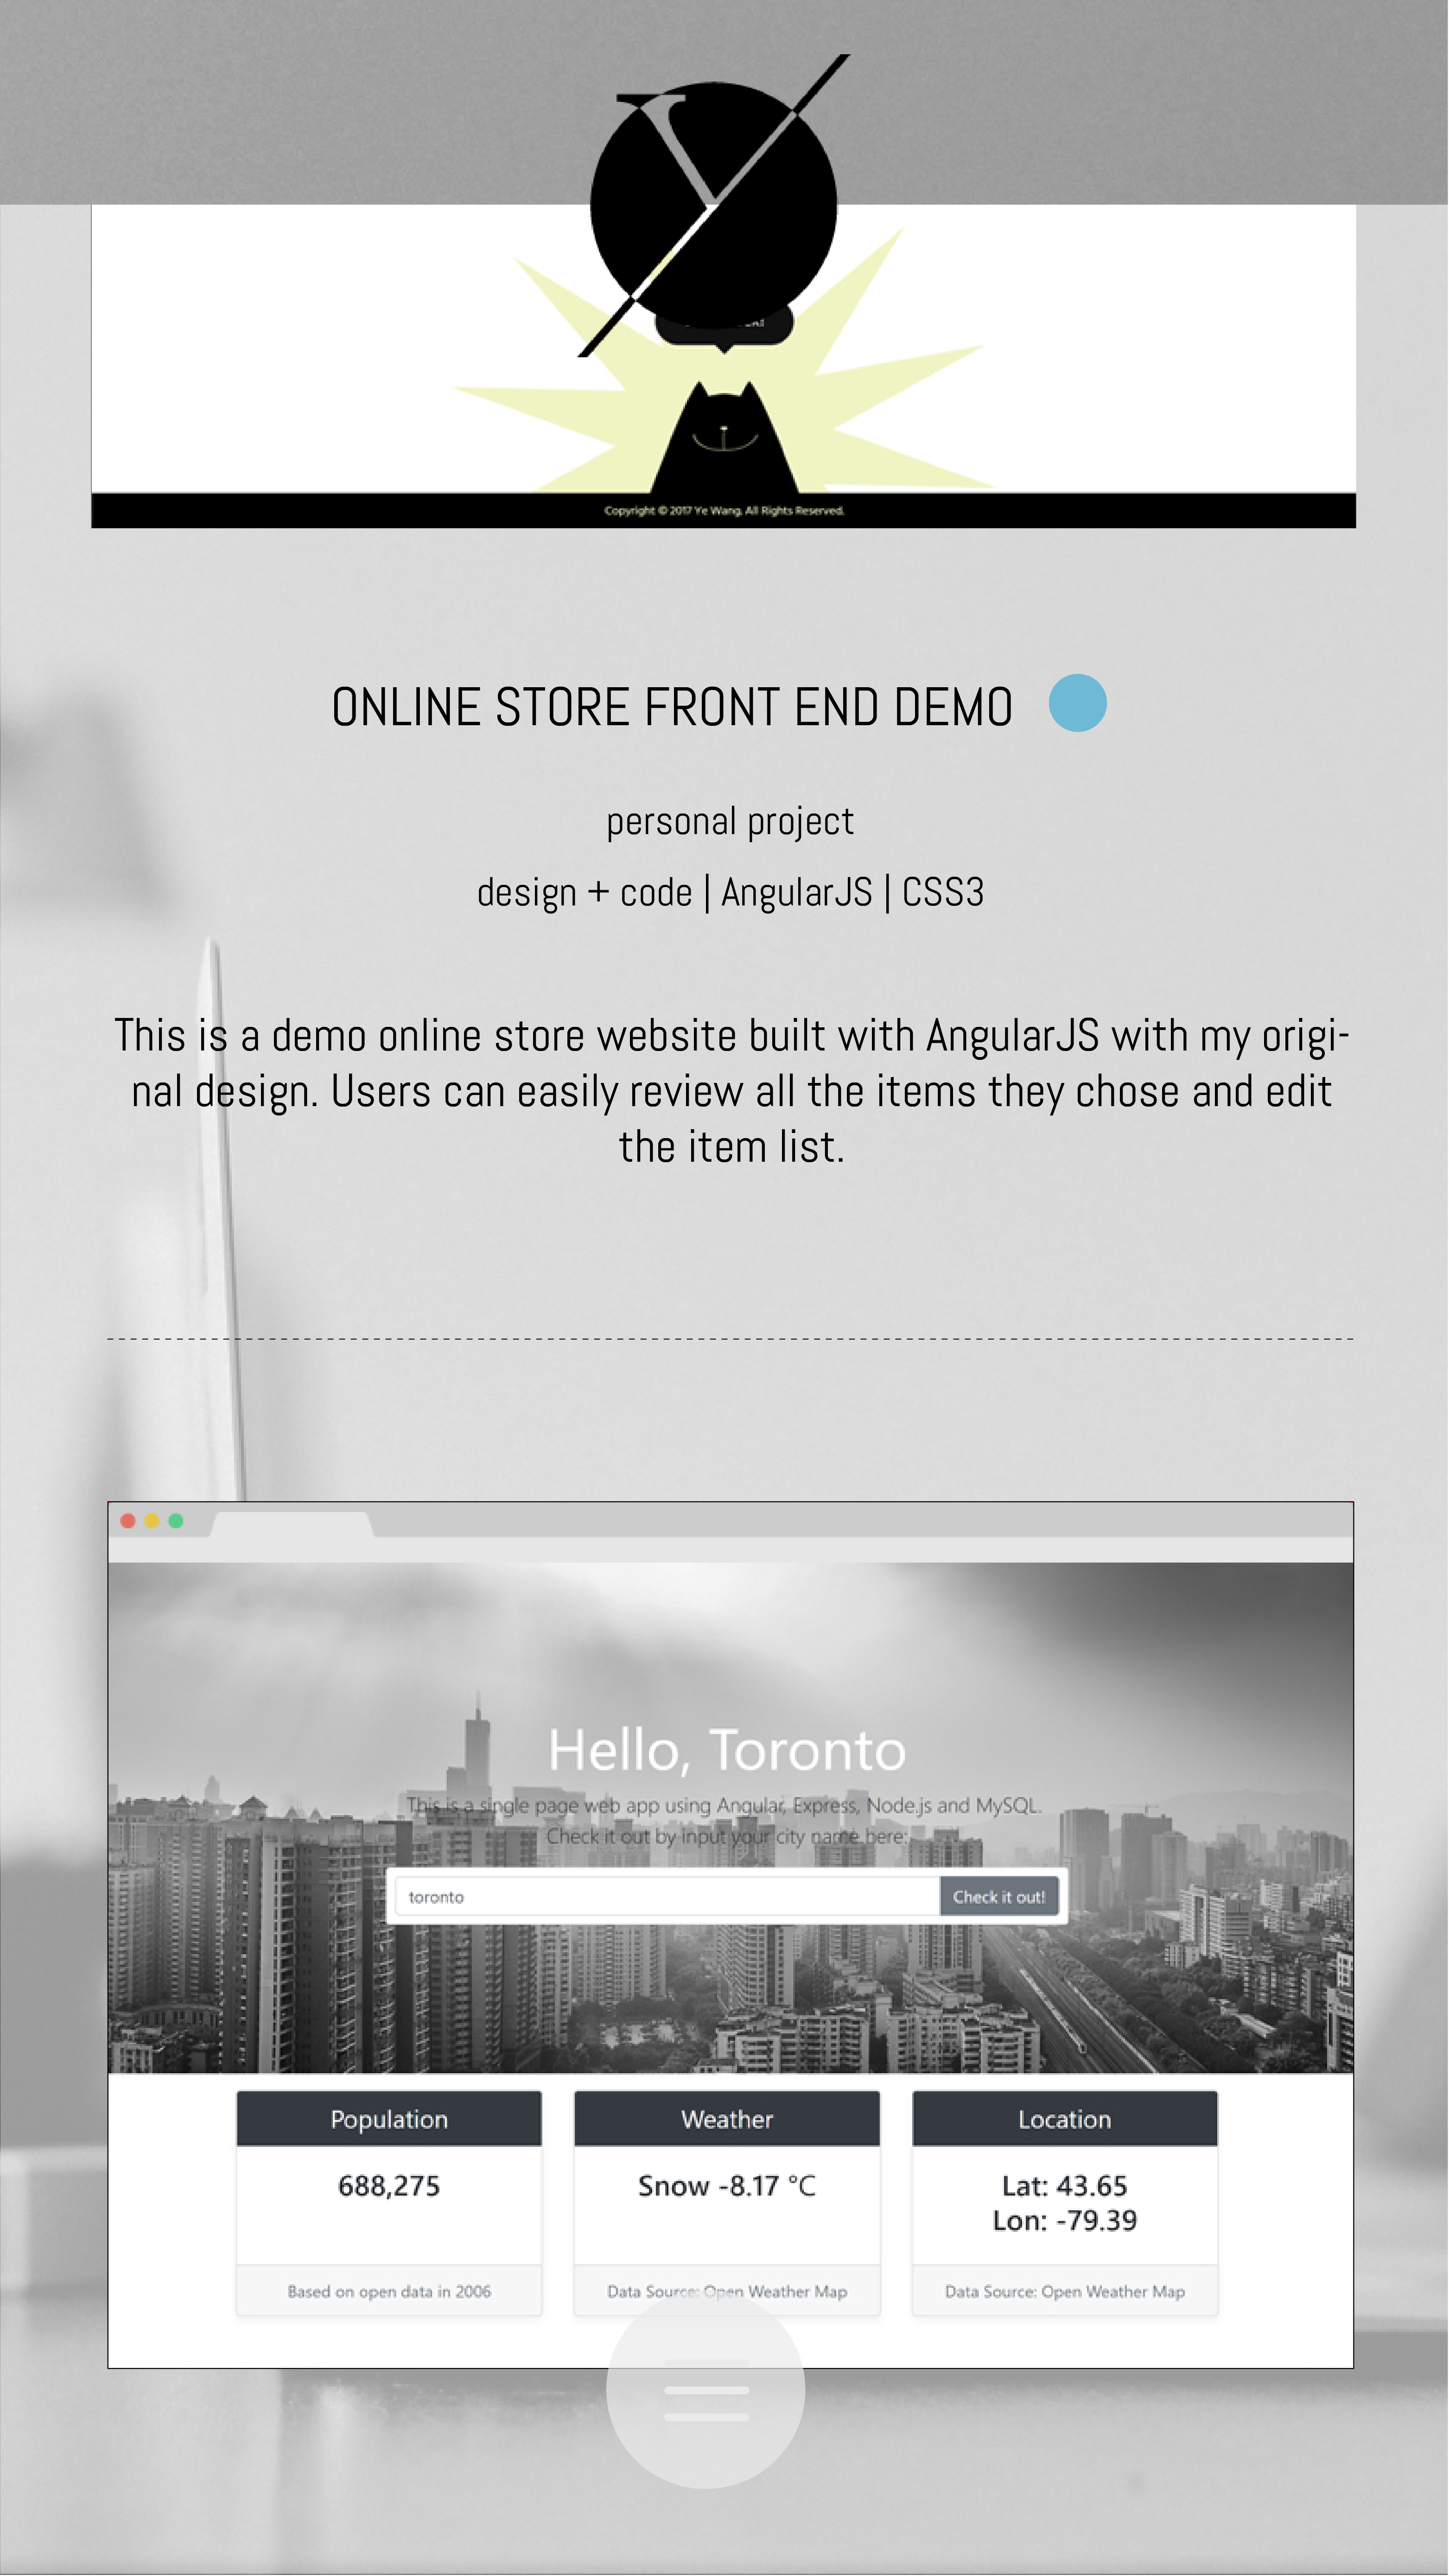 Y
Copyright © 2017 Ye Wang. All Rights Reserved.
ONLINE STORE FRONT END DEMO
personal project
design + code | AngularJS | CSS3
This is a demo online store website built with AngularJS with my origi-
nal design. Users can easily review all the items they chose and edit
the item list.
Hello, Toronto
This is a single page web app using Angular, Express, Node.js and MySQL.
Check it out by input your city name here:
toronto Check it out!
Population Weather Location
688,275 Snow -8.17 °C Lat: 43.65
Lon: -79.39
Based on open data in 2006 Data Source: Open Weather Map Data Source: Open Weather Map